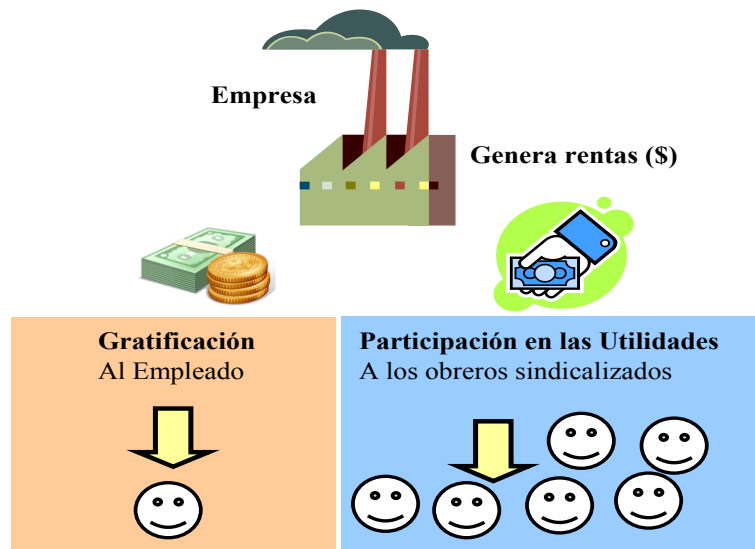 Empresa
Genera rentas ($)
Gratificación
Al Empleado
Participación en las Utilidades
A los obreros sindicalizados